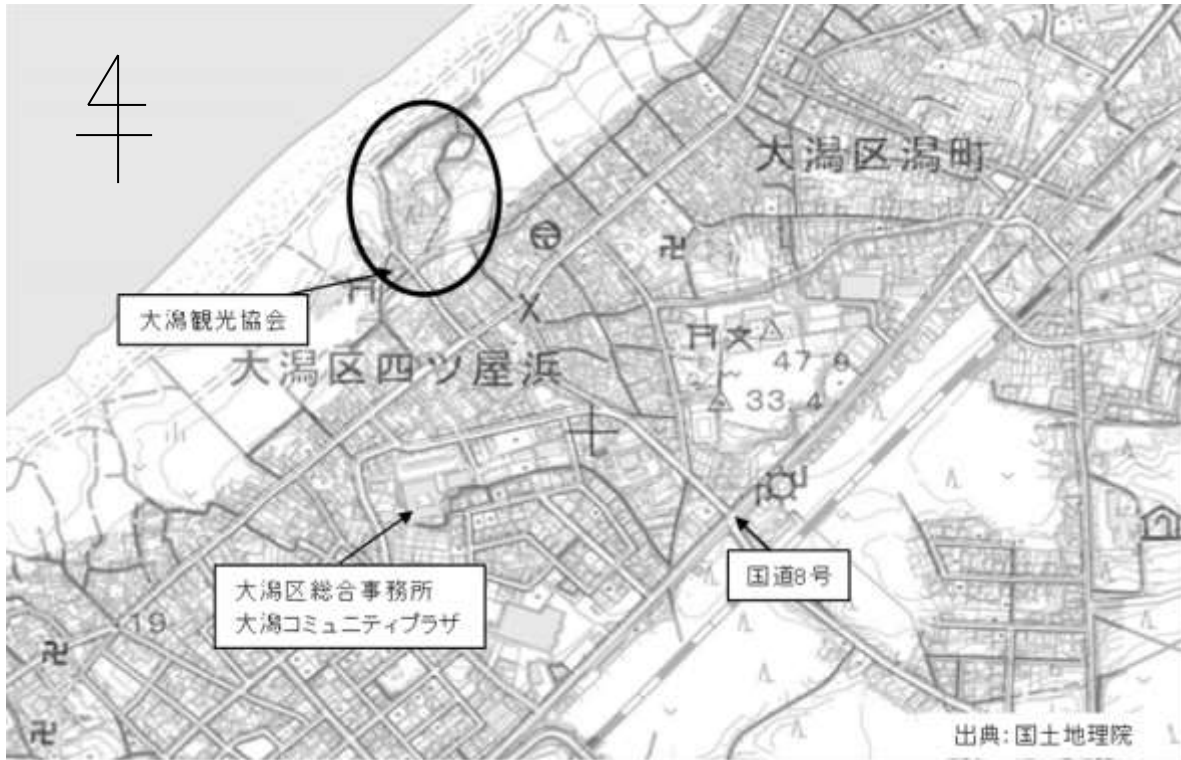 大潟区潟町
大潟観光協会
大潟区四ツ屋浜
47.6
33.4
大潟区総合事務所
大潟コミュニティプラザ
国道8号
19
出典:国土地理院